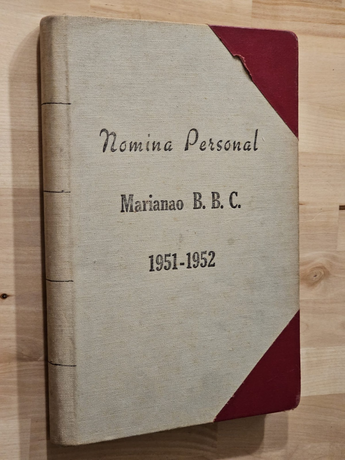 Nomina Personal
Marianao B. B. C.
1951-1952